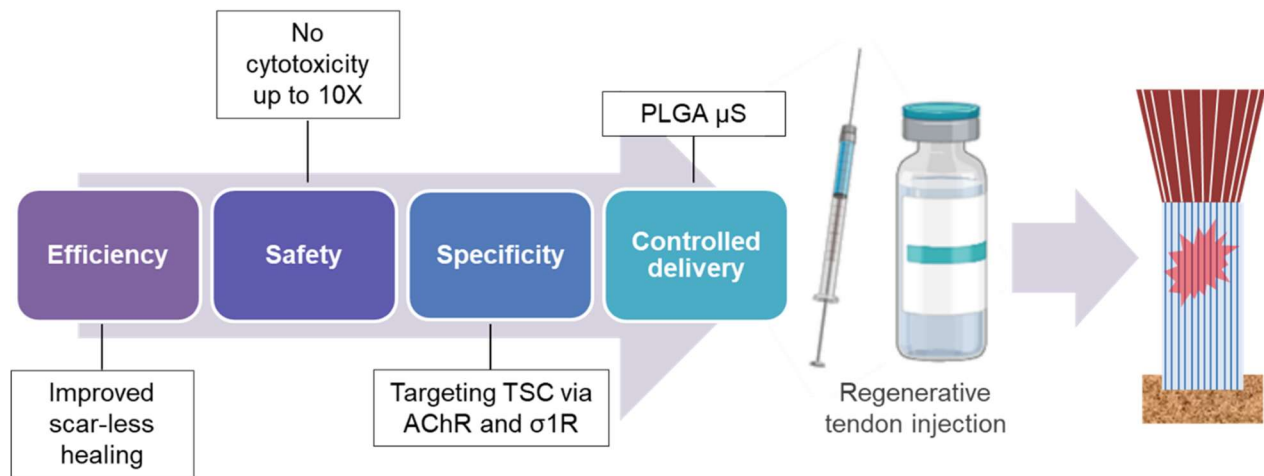 No
cytotoxicity
up to 10X
PLGA µS
Efficiency
Safety
Specificity
Controlled
delivery
Improved
scar-less
healing
Targeting TSC via
AChR and σ1R
Regenerative
tendon injection